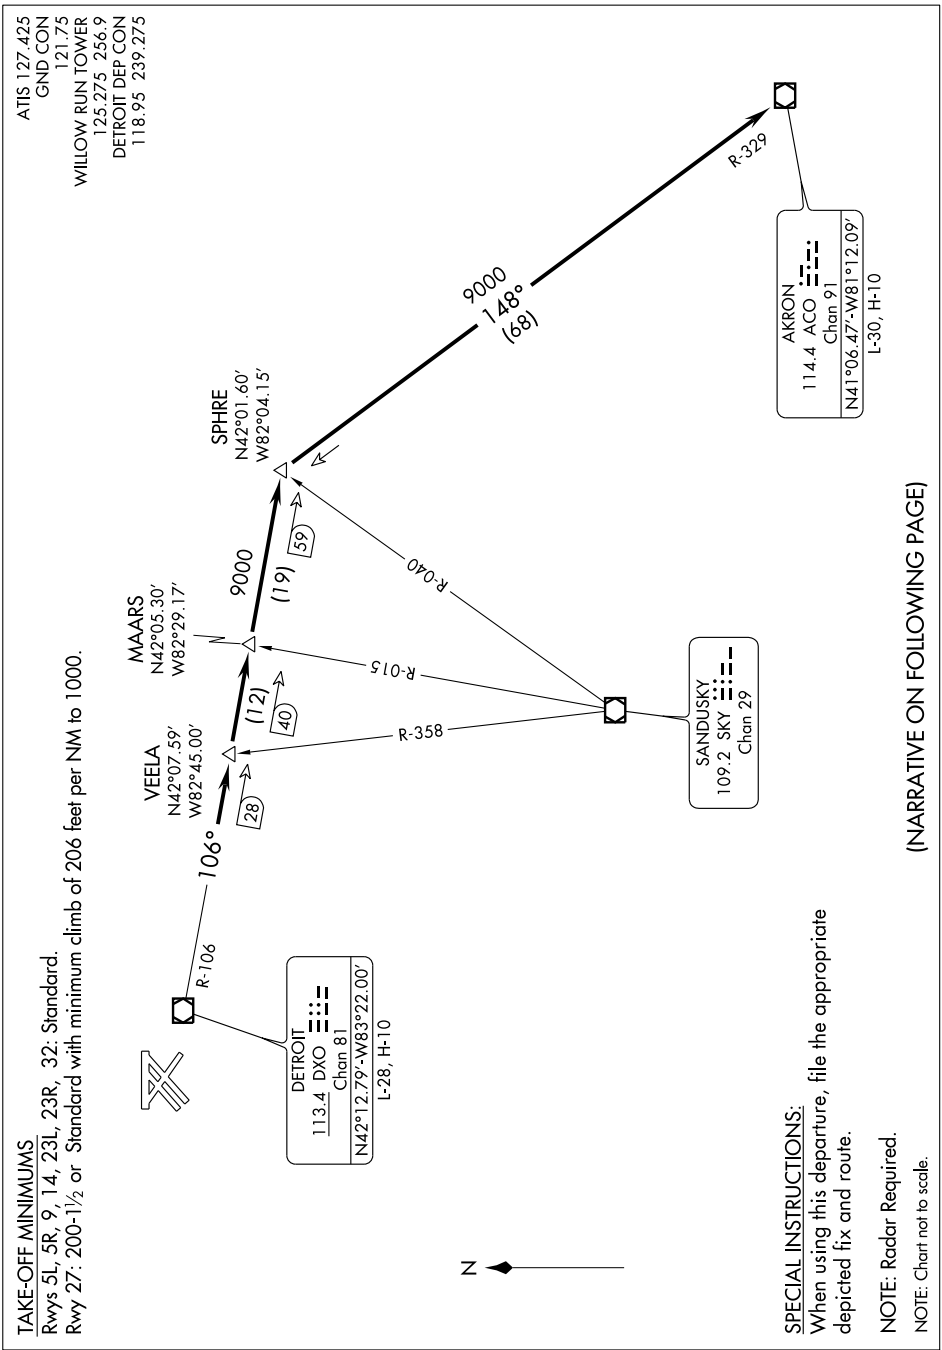 ATIS 127.425
GND CON
121.75
WILLOW RUN TOWER
125.275 256.9
DETROIT DEP CON
118.95 239.275
TAKE-OFF MINIMUMS
Rwys 5L, 5R, 9, 14, 23L, 23R, 32: Standard.
Rwy 27: 200-1½ or Standard with minimum climb of 206 feet per NM to 1000.
VEELA
N42°07.59′
W82°45.00′
MAARS
N42°05.30′
W82°29.17′
SPHRE
N42°01.60′
W82°04.15′
R-106
106°
28
(12)
40
9000
(19)
59
9000
148°
(68)
R-329
R-358
R-015
R-040
DETROIT
113.4 DXO
Chan 81
N42°12.79′-W83°22.00′
L-28, H-10
SANDUSKY
109.2 SKY
Chan 29
AKRON
114.4 ACO
Chan 91
N41°06.47′-W81°12.09′
L-30, H-10
N
SPECIAL INSTRUCTIONS:
When using this departure, file the appropriate
depicted fix and route.
NOTE: Radar Required.
NOTE: Chart not to scale.
(NARRATIVE ON FOLLOWING PAGE)